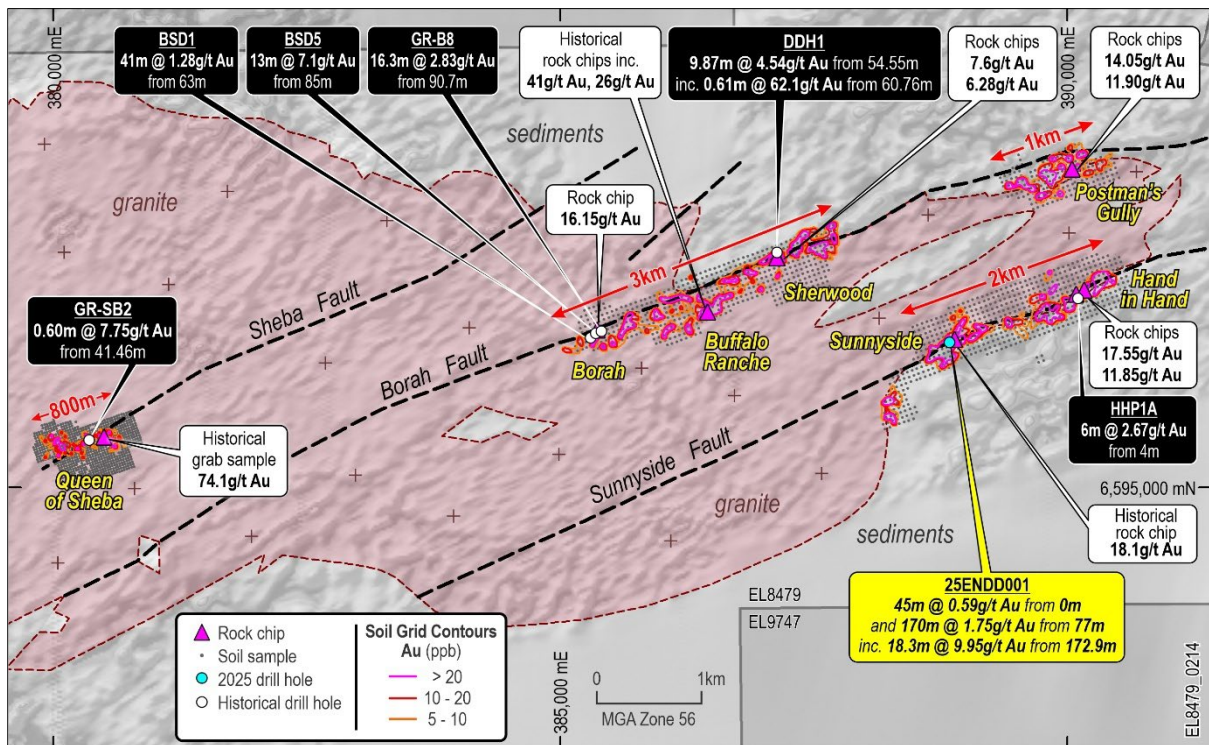 380,000 mE
BSD1
41m @ 1.28g/t Au
from 63m
BSD5
13m @ 7.1g/t Au
from 85m
GR-B8
16.3m @ 2.83g/t Au
from 90.7m
Historical
rock chips inc.
41g/t Au, 26g/t Au
DDH1
9.87m @ 4.54g/t Au from 54.55m
inc. 0.61m @ 62.1g/t Au from 60.76m
Rock chips
7.6g/t Au
6.28g/t Au
390,000 mE
Rock chips
14.05g/t Au
11.90g/t Au
sediments
granite
Rock chip
16.15g/t Au
1km
Postman's
Gully
3km
Sherwood
2km
Hand
in Hand
Sheba Fault
Borah Fault
Borah
Buffalo
Ranche
Sunnyside
Rock chips
17.55g/t Au
11.85g/t Au
GR-SB2
0.60m @ 7.75g/t Au
from 41.46m
HHP1A
6m @ 2.67g/t Au
from 4m
800m
Queen
of Sheba
Historical
grab sample
74.1g/t Au
Sunnyside Fault
granite
sediments
6,595,000 mN
Historical
rock chip
18.1g/t Au
25ENDD001
45m @ 0.59g/t Au from 0m
and 170m @ 1.75g/t Au from 77m
inc. 18.3m @ 9.95g/t Au from 172.9m
EL8479
EL9747
Rock chip
Soil sample
2025 drill hole
Historical drill hole
Soil Grid Contours
Au (ppb)
> 20
10 - 20
5 - 10
385,000 mE
0 1km
MGA Zone 56
EL8479_0214